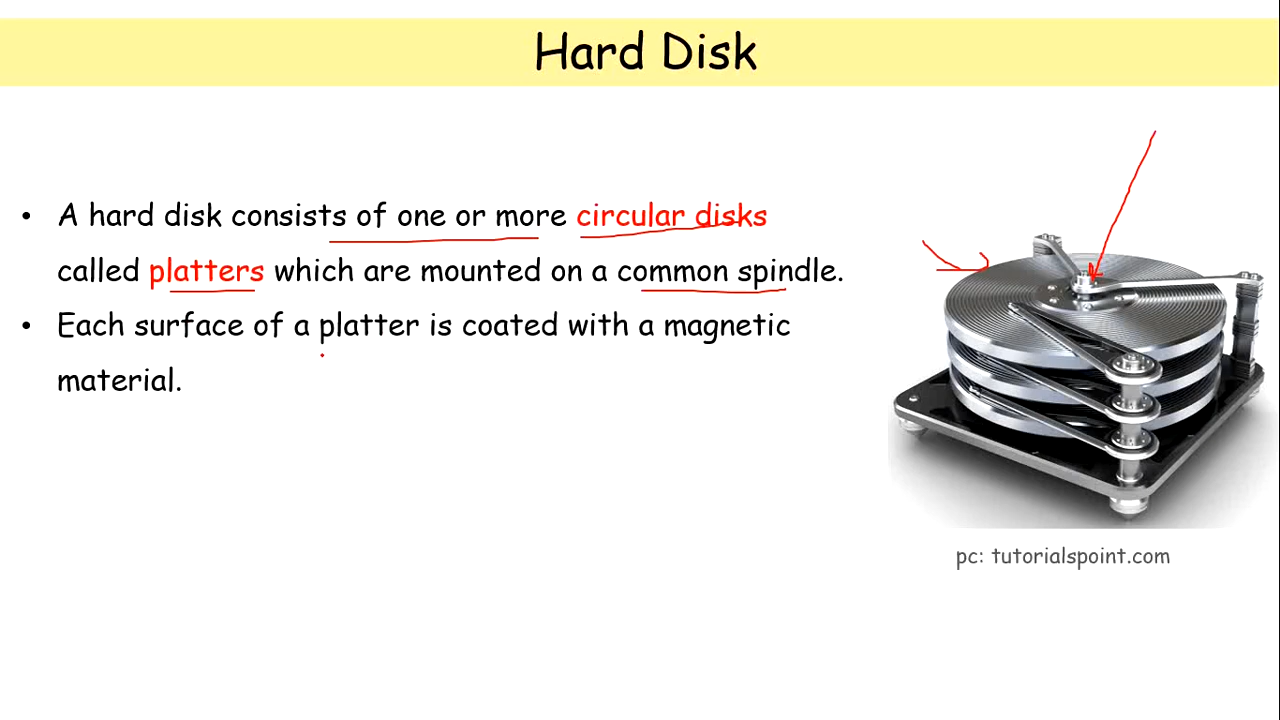 Hard Disk
• A hard disk consists of one or more circular disks
called platters which are mounted on a common spindle.
• Each surface of a platter is coated with a magnetic
material.
pc: tutorialspoint.com